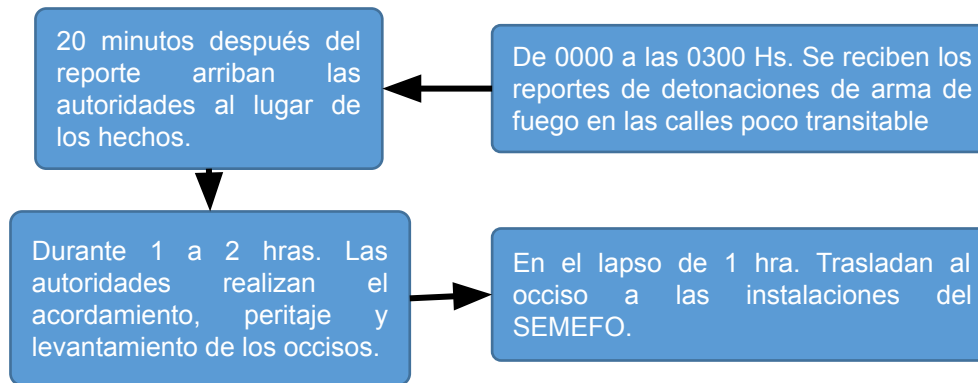 20 minutos después del
reporte arriban las
autoridades al lugar de
los hechos.
De 0000 a las 0300 Hs. Se reciben los
reportes de detonaciones de arma de
fuego en las calles poco transitable
Durante 1 a 2 hras. Las
autoridades realizan el
acordamiento, peritaje y
levantamiento de los occisos.
En el lapso de 1 hra. Trasladan al
occiso a las instalaciones del
SEMEFO.